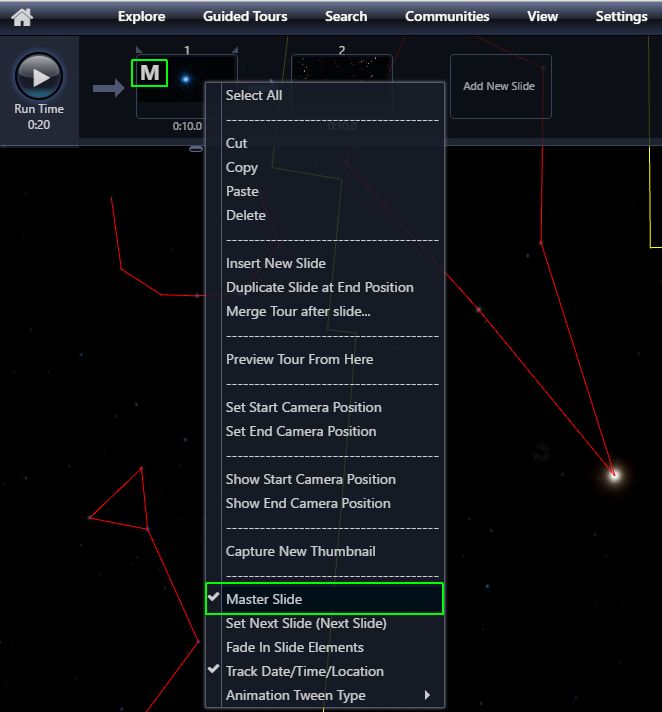 Explore Guided Tours Search Communities View Settings
1 2
M
Add New Slide
Run Time
0:20
0:10.0 0:10.0
Select All
Cut
Copy
Paste
Delete
Insert New Slide
Duplicate Slide at End Position
Merge Tour after slide...
Preview Tour From Here
Set Start Camera Position
Set End Camera Position
Show Start Camera Position
Show End Camera Position
Capture New Thumbnail
Master Slide
Set Next Slide (Next Slide)
Fade In Slide Elements
Track Date/Time/Location
Animation Tween Type